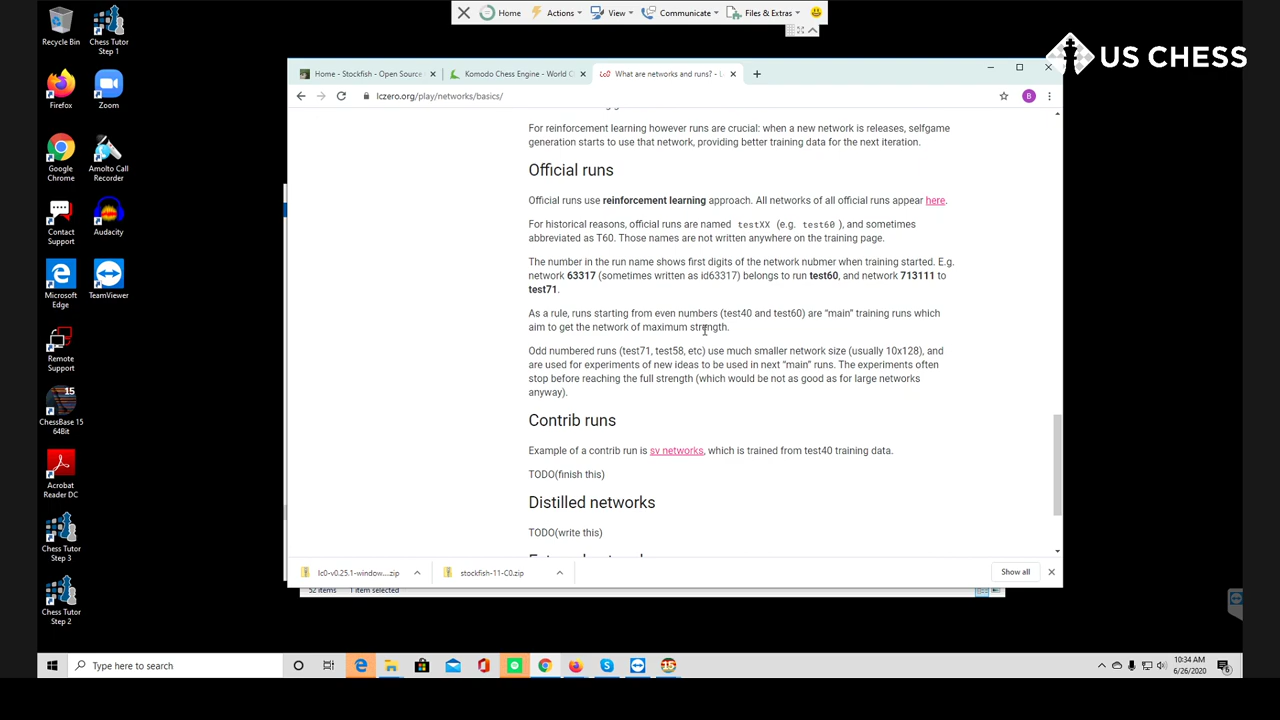 Home
Actions
View
Communicate
Files & Extras
US CHESS
Recycle Bin
Chess Tutor
Step 1
Firefox
Zoom
Google
Chrome
Amolto Call
Recorder
Contact
Support
Audacity
Microsoft
Edge
TeamViewer
Remote
Support
15
ChessBase 15
64Bit
Acrobat
Reader DC
Chess Tutor
Step 3
Chess Tutor
Step 2
Home - Stockfish - Open Source
Komodo Chess Engine - World C
Lc0 What are networks and runs? - L
lczero.org/play/networks/basics/
B
For reinforcement learning however runs are crucial: when a new network is releases, selfgame
generation starts to use that network, providing better training data for the next iteration.
Official runs
Official runs use reinforcement learning approach. All networks of all official runs appear here.
For historical reasons, official runs are named testXX (e.g. test60 ), and sometimes
abbreviated as T60. Those names are not written anywhere on the training page.
The number in the run name shows first digits of the network nubmer when training started. E.g.
network 63317 (sometimes written as id63317) belongs to run test60, and network 713111 to
test71.
As a rule, runs starting from even numbers (test40 and test60) are “main” training runs which
aim to get the network of maximum strength.
Odd numbered runs (test71, test58, etc) use much smaller network size (usually 10x128), and
are used for experiments of new ideas to be used in next “main” runs. The experiments often
stop before reaching the full strength (which would be not as good as for large networks
anyway).
Contrib runs
Example of a contrib run is sv networks, which is trained from test40 training data.
TODO(finish this)
Distilled networks
TODO(write this)
lc0-v0.25.1-window....zip
stockfish-11-C0.zip
Show all
52 items 1 item selected
Type here to search
15
10:34 AM
6/26/2020
6